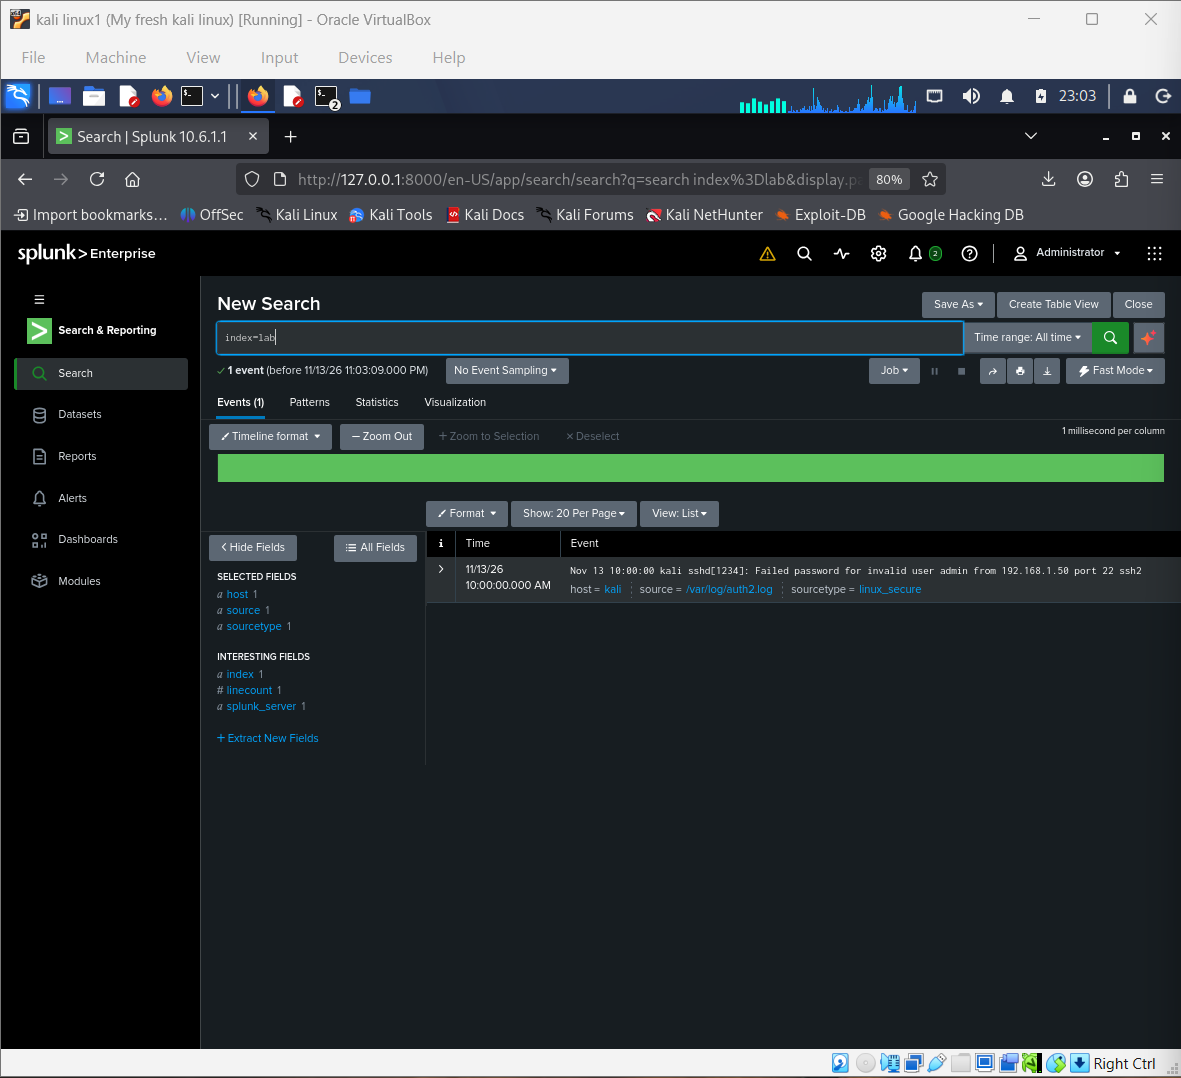 kali linux1 (My fresh kali linux) [Running] - Oracle VirtualBox
File Machine View Input Devices Help
2 23:03
Search | Splunk 10.6.1.1
http://127.0.0.1:8000/en-US/app/search/search?q=search index%3Dlab&display.pa 80%
Import bookmarks... OffSec Kali Linux Kali Tools Kali Docs Kali Forums Kali NetHunter Exploit-DB Google Hacking DB
splunk>Enterprise 2 Administrator
Search & Reporting
Search
Datasets
Reports
Alerts
Dashboards
Modules
New Search Save As Create Table View Close
index=lab Time range: All time
1 event (before 11/13/26 11:03:09.000 PM) No Event Sampling Job Fast Mode
Events (1) Patterns Statistics Visualization
Timeline format — Zoom Out + Zoom to Selection × Deselect 1 millisecond per column
Format Show: 20 Per Page View: List
< Hide Fields All Fields
i Time Event
SELECTED FIELDS
a host 1
a source 1
a sourcetype 1
INTERESTING FIELDS
a index 1
# linecount 1
a splunk_server 1
+ Extract New Fields
> 11/13/26
10:00:00.000 AM
Nov 13 10:00:00 kali sshd[1234]: Failed password for invalid user admin from 192.168.1.50 port 22 ssh2
host = kali source = /var/log/auth2.log sourcetype = linux_secure
Right Ctrl